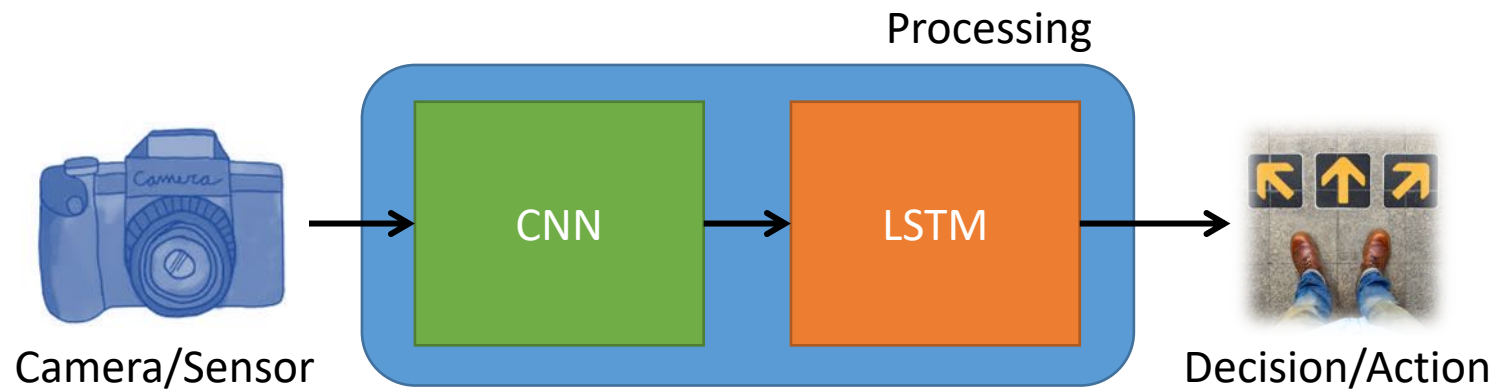 Processing
Camera
CNN
LSTM
Camera/Sensor
Decision/Action